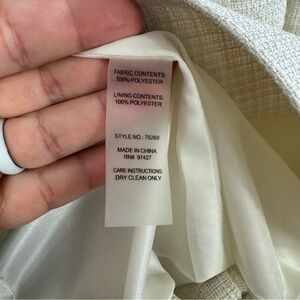 FABRIC CONTENTS:
100% POLYESTER
LINING CONTENTS:
100% POLYESTER
STYLE NO.: 75269
MADE IN CHINA
RN# 97427
CARE INSTRUCTIONS:
DRY CLEAN ONLY